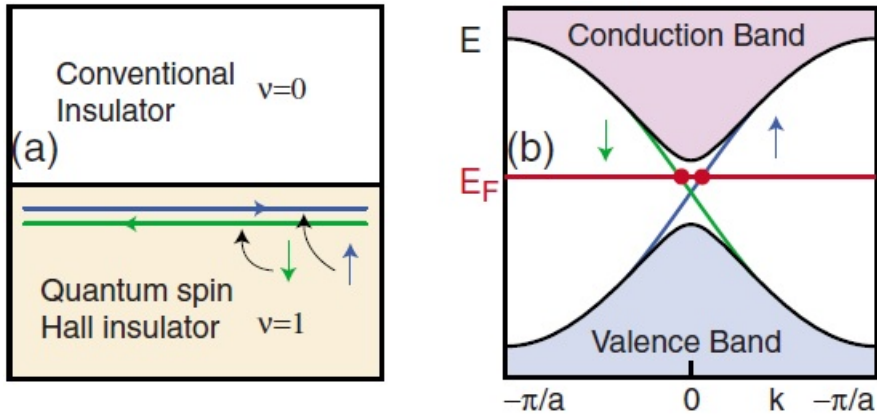 Conventional
Insulator ν=0
(a)
Quantum spin
Hall insulator ν=1
E
Conduction Band
(b)
E_F
Valence Band
−π/a 0 k −π/a